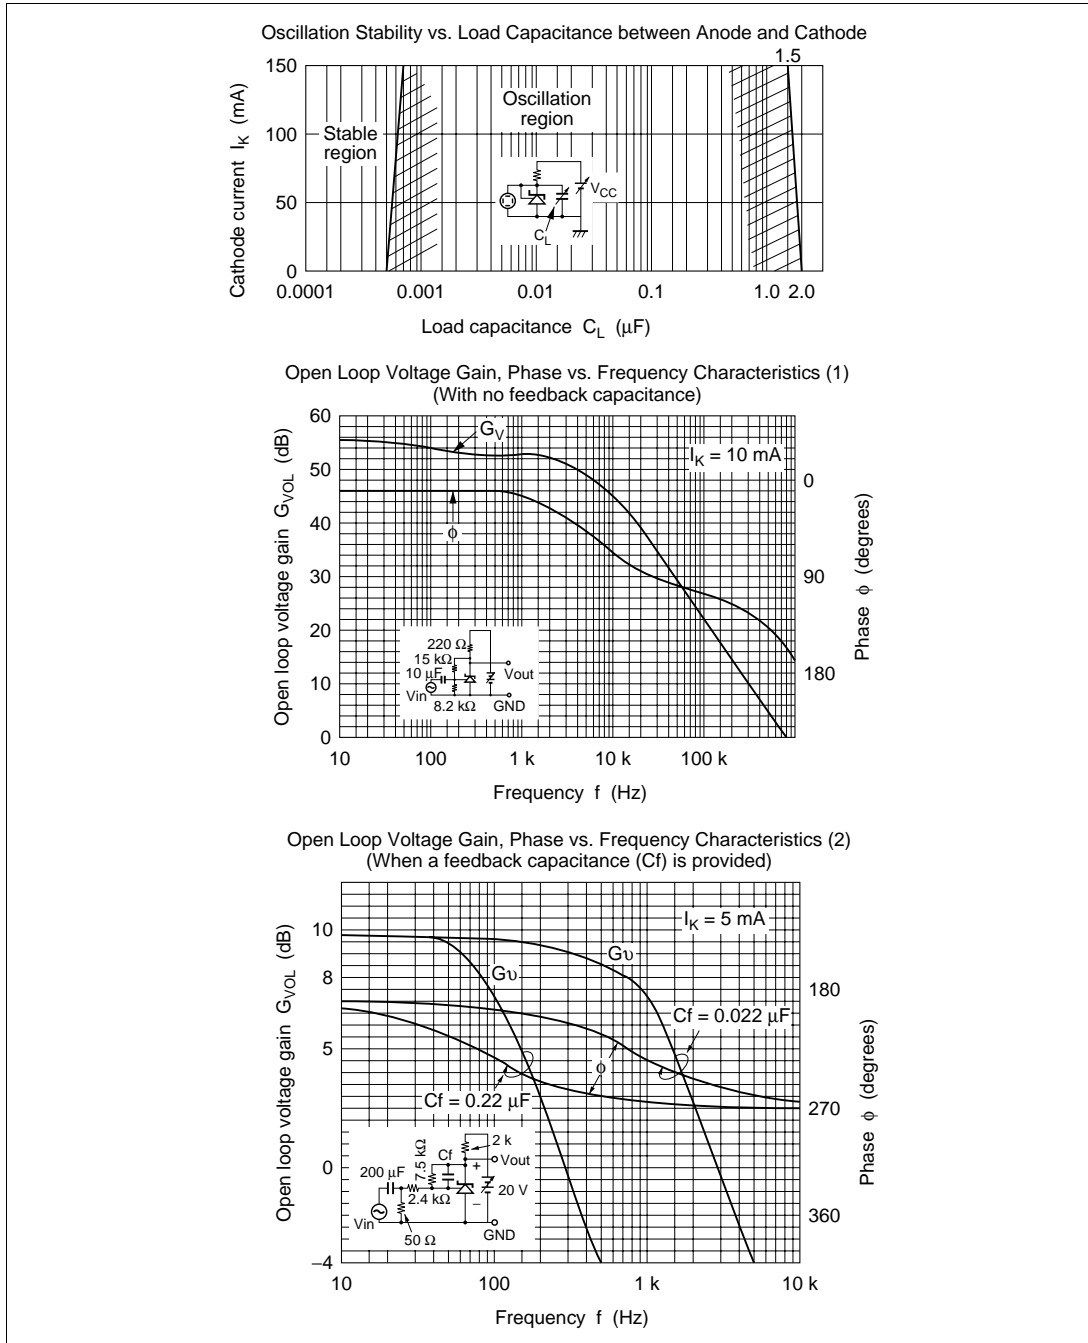 Oscillation Stability vs. Load Capacitance between Anode and Cathode
1.5
150
100
50
0
Cathode current I_K (mA)
Stable
region
Oscillation
region
V_CC
C_L
0.0001 0.001 0.01 0.1 1.0 2.0
Load capacitance C_L (μF)
Open Loop Voltage Gain, Phase vs. Frequency Characteristics (1)
(With no feedback capacitance)
60
50
40
30
20
10
0
Open loop voltage gain G_VOL (dB)
G_V
I_K = 10 mA
ϕ
0
90
180
Phase ϕ (degrees)
220 Ω
15 kΩ
10 μF
Vout
Vin
8.2 kΩ
GND
10 100 1 k 10 k 100 k
Frequency f (Hz)
Open Loop Voltage Gain, Phase vs. Frequency Characteristics (2)
(When a feedback capacitance (Cf) is provided)
10
8
5
0
−4
Open loop voltage gain G_VOL (dB)
I_K = 5 mA
Gυ
Gυ
Cf = 0.022 μF
ϕ
Cf = 0.22 μF
180
270
360
Phase ϕ (degrees)
2 k
Cf
7.5 kΩ
+
Vout
200 μF
2.4 kΩ
20 V
−
Vin
50 Ω
GND
10 100 1 k 10 k
Frequency f (Hz)